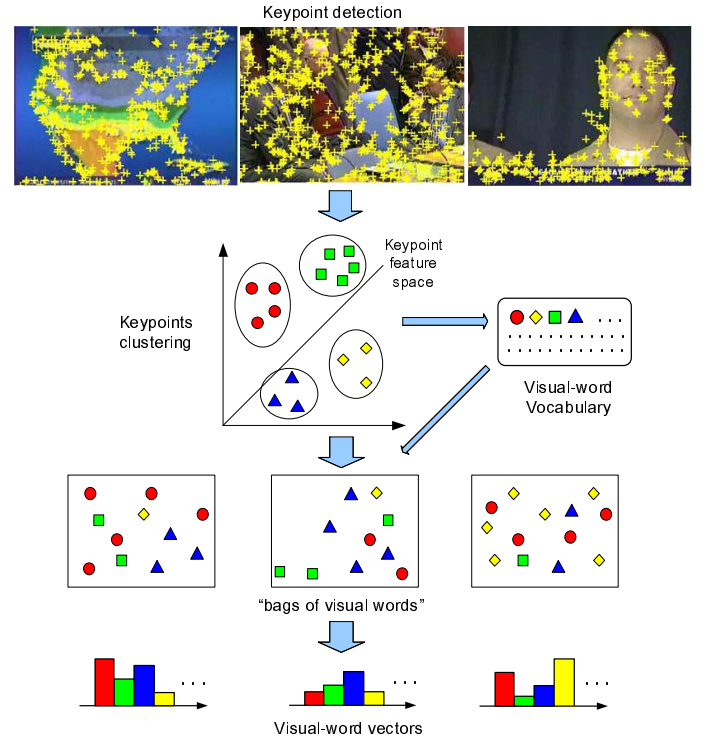 Keypoint detection
Keypoint
feature
space
Keypoints
clustering
. . .
Visual-word
Vocabulary
“bags of visual words”
. . .
. . .
. . .
Visual-word vectors